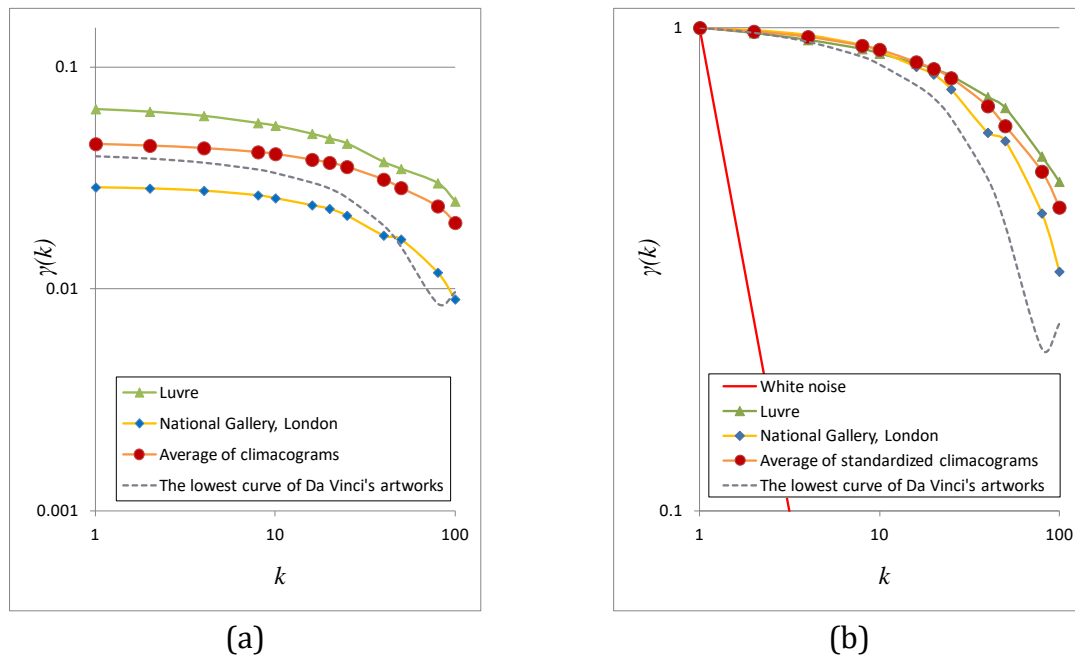 0.1
0.01
0.001
γ(k)
1
10
100
k
Luvre
National Gallery, London
Average of climacograms
The lowest curve of Da Vinci's artworks
(a)
1
0.1
γ(k)
1
10
100
k
White noise
Luvre
National Gallery, London
Average of standardized climacograms
The lowest curve of Da Vinci's artworks
(b)